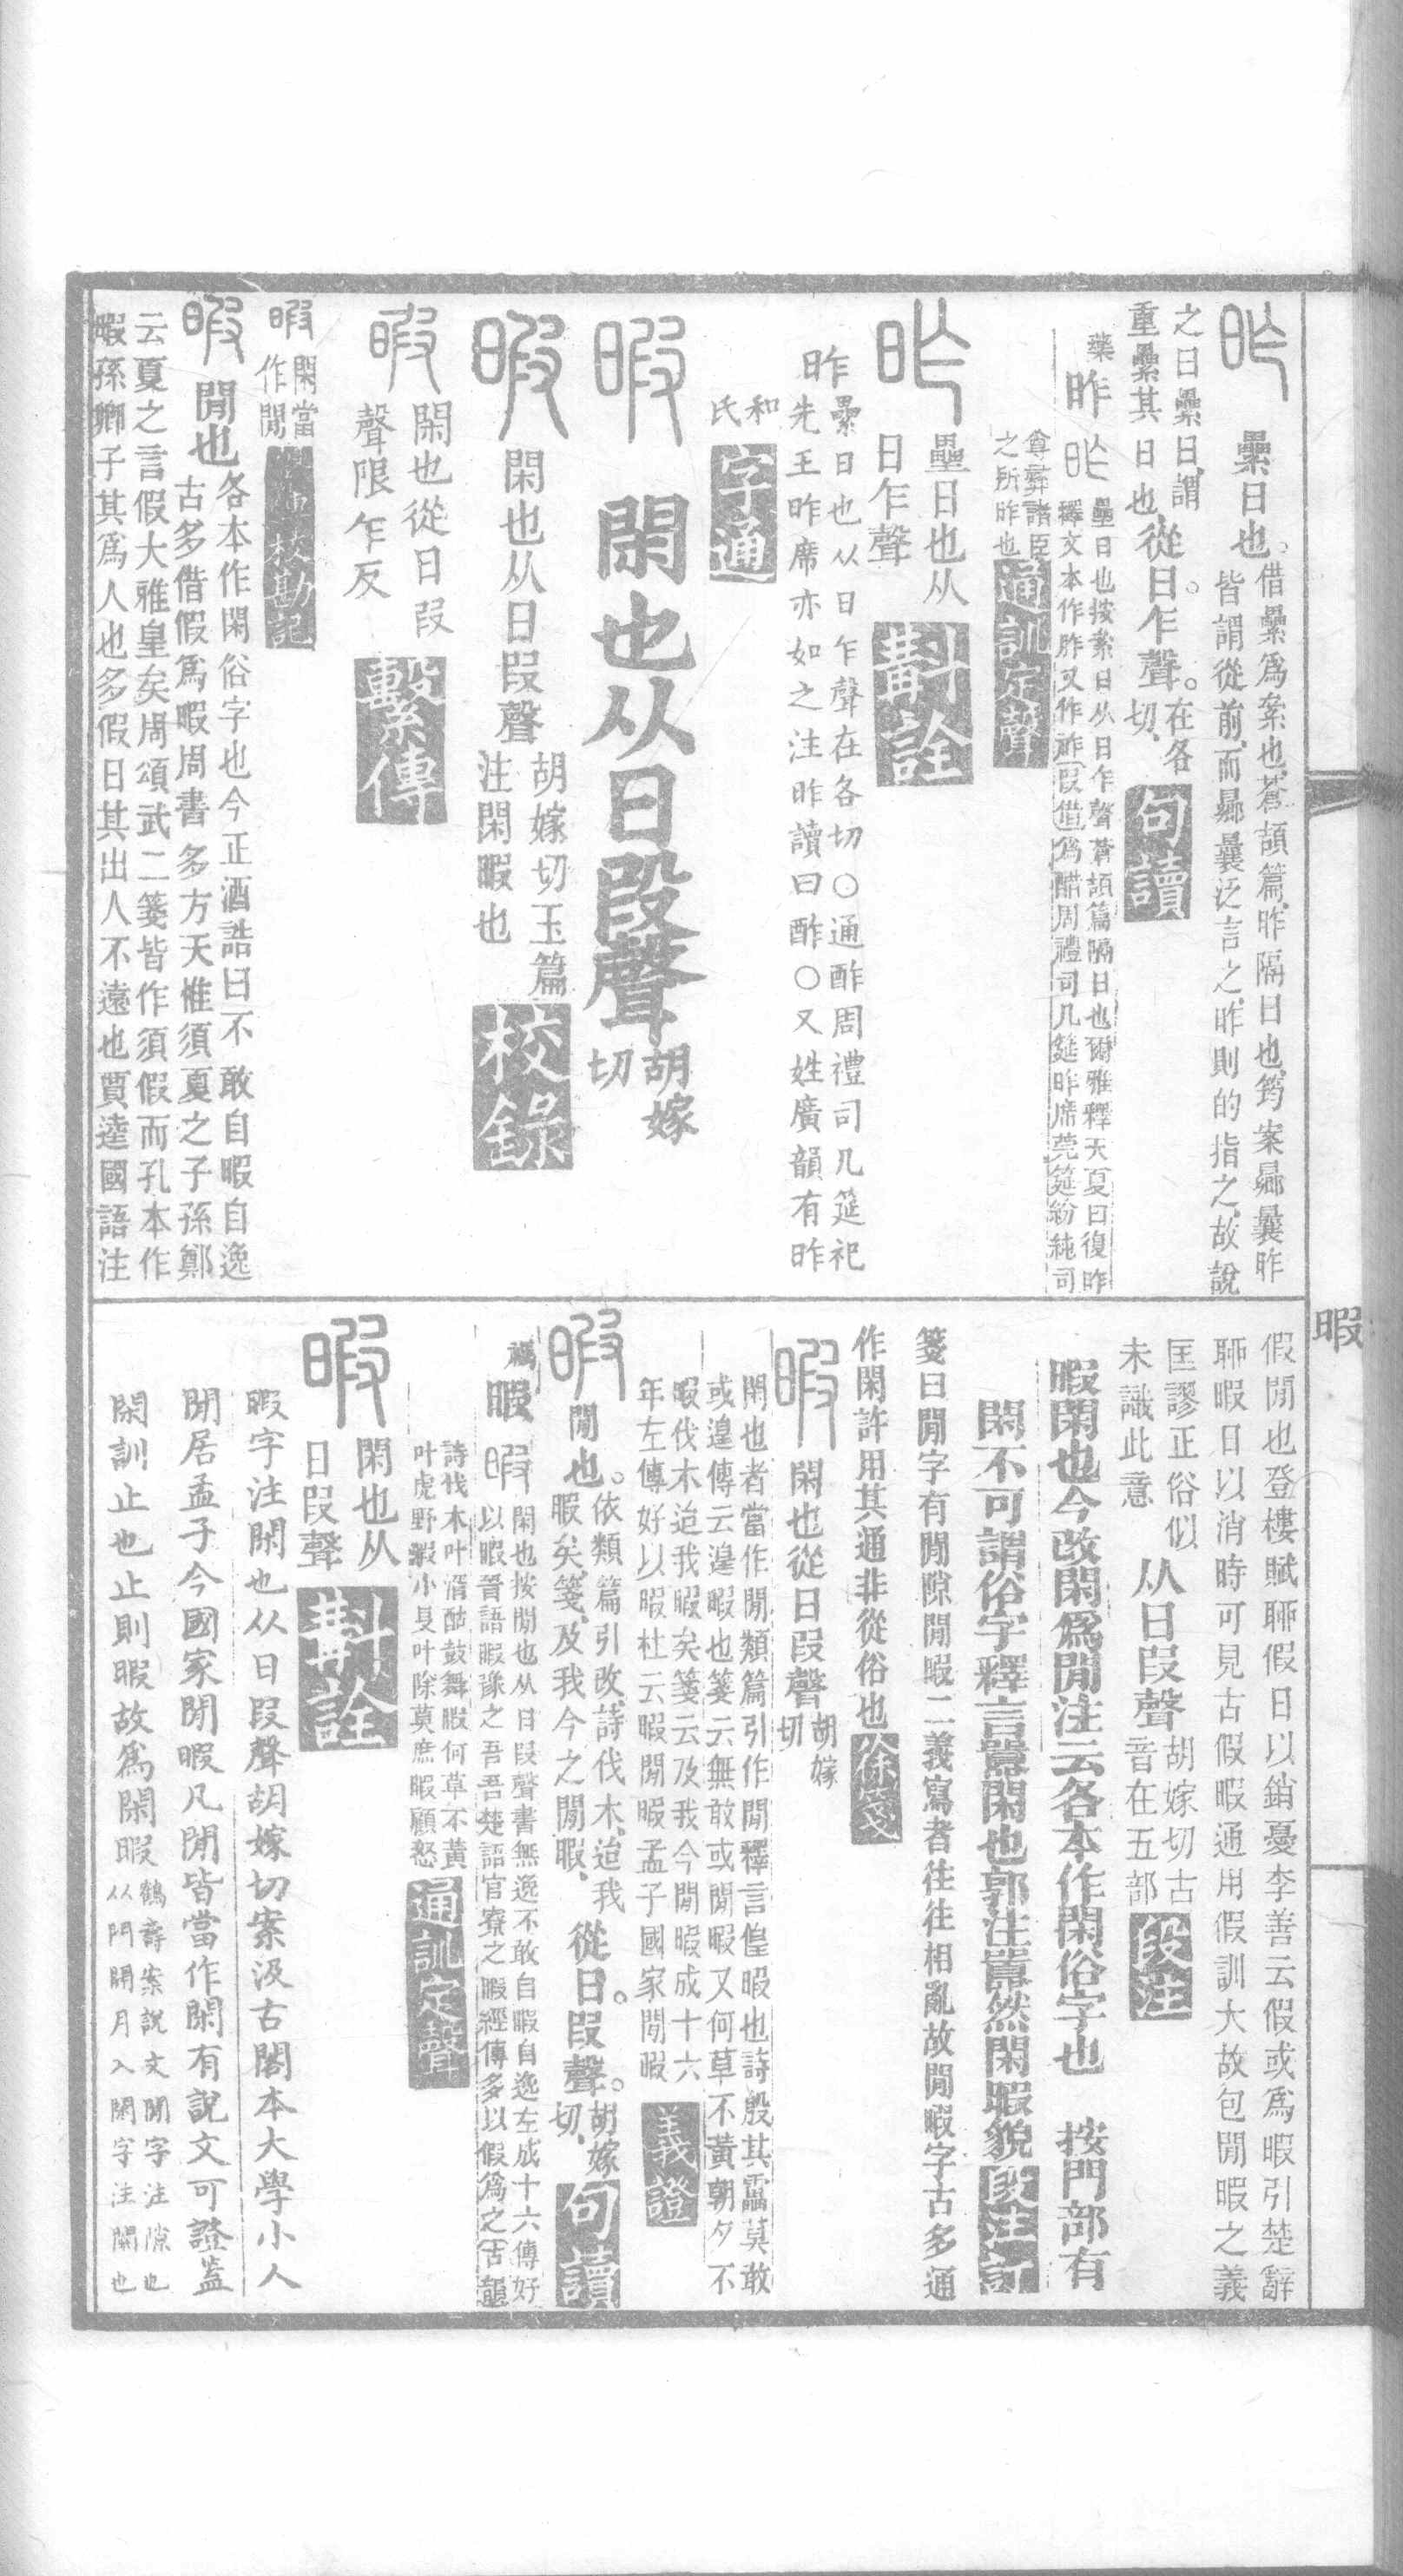 昨 纍日也。
借纍爲絫也、蒼頡篇、昨隔日也、筠案曏曩昨
皆謂從前、而曏曩泛言之、昨則的指之、故說
之曰纍日、謂
重纍其日也
從日乍聲。
在各
切、
句讀
藥 昨 昨
壘日也按絫日从日乍聲蒼頡篇隔日也爾雅釋天夏曰復昨
釋文本作胙又作祚〔叚借〕爲醋周禮司几筵昨席莞筵紛純司
尊彝諸臣
之所昨也
通訓定聲
昨 壘日也从
日乍聲
斠詮
昨
纍日也从日乍聲在各切〇通酢周禮司几筵祀
先王昨席亦如之注昨讀曰酢〇又姓廣韻有昨
和
氏
字通
暇 閑也从日叚聲
胡嫁
切
暇 閑也从日叚聲
胡嫁切玉篇
注閑暇也
校錄
暇 閑也從日叚
聲限乍反
繫傳
暇
閑當
作閒
校勘記
暇 閒也
各本作閑俗字也今正酒誥曰不敢自暇自逸
古多借假爲暇周書多方天惟須夏之子孫鄭
云夏之言假大雅皇矣周頌武二箋皆作須假而孔本作
暇孫卿子其爲人也多假日其出人不遠也賈逵國語注
暇
假閒也登樓賦聊假日以銷憂李善云假或爲暇引楚辭
聊暇日以消時可見古假暇通用假訓大故包閒暇之義
匡謬正俗似
未識此意
从日叚聲
胡嫁切古
音在五部
段注
暇閑也今改閑爲閒注云各本作閑俗字也 按門部有
閑不可謂俗字釋言嚚閑也郭注嚚然閑暇貌
段注訂
箋曰閒字有閒隙閒暇二義寫者往往相亂故閒暇字古多通
作閑許用其通非從俗也
徐箋
暇 閑也從日叚聲
胡嫁
切
閑也者當作閒類篇引作閒釋言偟暇也詩殷其靁莫敢
或遑傳云遑暇也箋云無敢或閒暇又何草不黃朝夕不
暇伐木迨我暇矣箋云及我今閒暇成十六
年左傳好以暇杜云暇閒暇孟子國家閒暇
義證
暇 閒也。
依類篇引改、詩伐木、迨我
暇矣、箋、及我今之閒暇、
從日。叚聲。
胡嫁
切、
句讀
禡 暇 暇
閑也按閒也从日叚聲書無逸不敢自暇自逸左成十六傳好
以暇晉語暇豫之吾吾楚語官寮之暇經傳多以假爲之〔古韻〕
詩伐木叶湑酤鼓舞暇何草不黃
叶虎野暇小旻叶除莫庶暇顧怒
通訓定聲
暇 閑也从
日叚聲
斠詮
暇字注閑也从日叚聲胡嫁切案汲古閣本大學小人
閒居孟子今國家閒暇凡閒皆當作閑有說文可證蓋
閑訓止也止則暇故爲閑暇
鶴壽案說文閒字注隙也
从門閒月入閑字注闌也